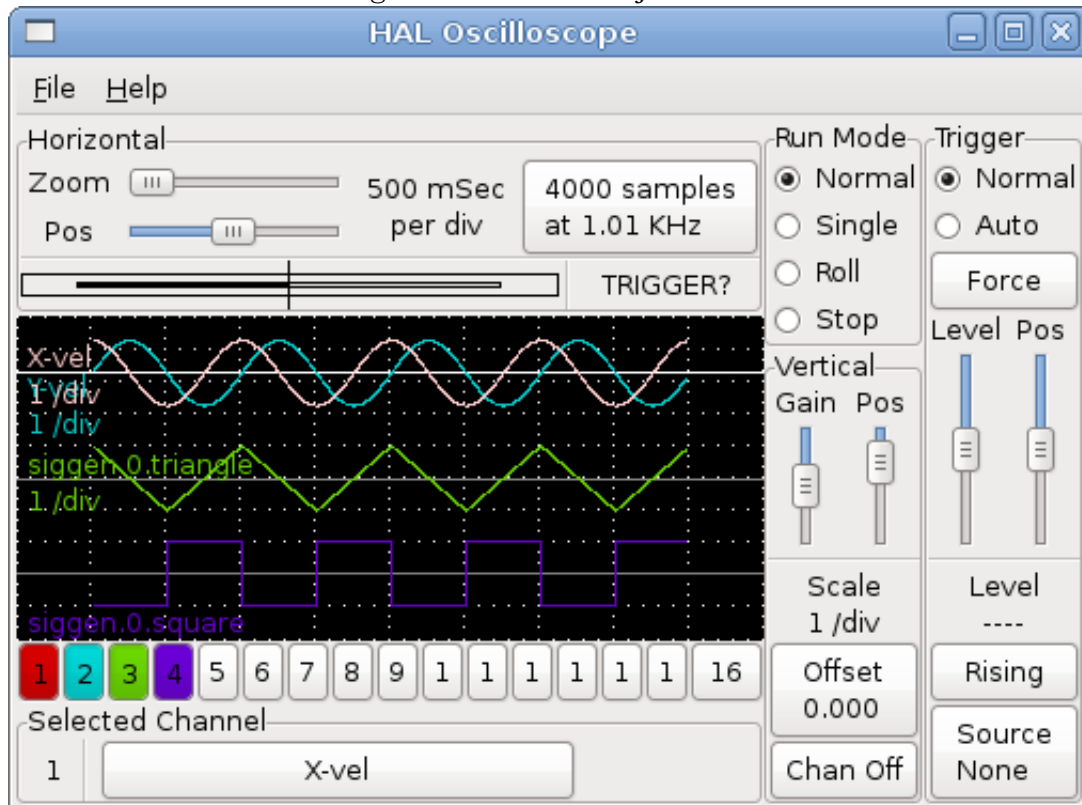 HAL Oscilloscope
File Help
Horizontal
Zoom
Pos
500 mSec
per div
4000 samples
at 1.01 KHz
TRIGGER?
Run Mode
Normal
Single
Roll
Stop
Trigger
Normal
Auto
Force
Level Pos
X-vel
1 /div
Y-vel
1 /div
siggen.0.triangle
1 /div
siggen.0.square
Vertical
Gain Pos
Scale
1 /div
Level
----
1 2 3 4 5 6 7 8 9 1 1 1 1 1 1 16
Offset
0.000
Rising
Selected Channel
1 X-vel
Chan Off
Source
None